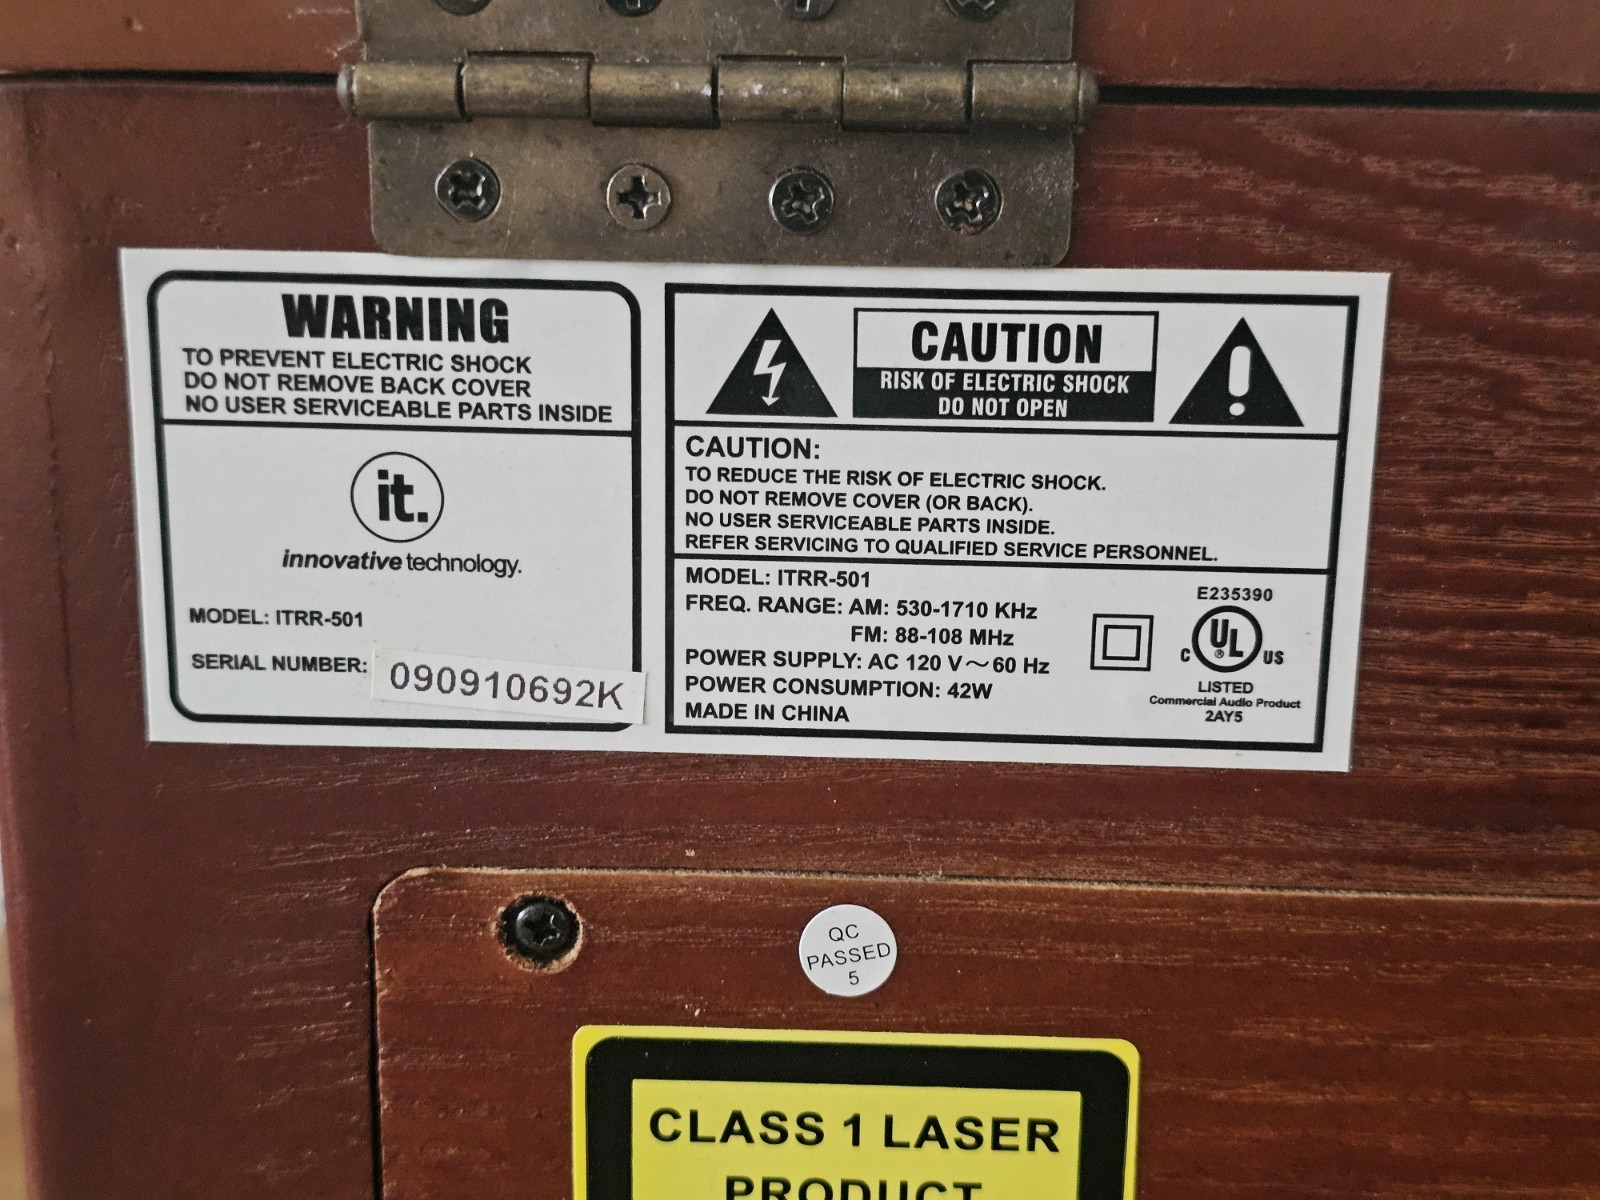 WARNING
TO PREVENT ELECTRIC SHOCK
DO NOT REMOVE BACK COVER
NO USER SERVICEABLE PARTS INSIDE
it.
innovative technology.
MODEL: ITRR-501
SERIAL NUMBER: 090910692K
CAUTION
RISK OF ELECTRIC SHOCK
DO NOT OPEN
CAUTION:
TO REDUCE THE RISK OF ELECTRIC SHOCK.
DO NOT REMOVE COVER (OR BACK).
NO USER SERVICEABLE PARTS INSIDE.
REFER SERVICING TO QUALIFIED SERVICE PERSONNEL.
MODEL: ITRR-501
FREQ. RANGE: AM: 530-1710 KHz
FM: 88-108 MHz
POWER SUPPLY: AC 120 V～60 Hz
POWER CONSUMPTION: 42W
MADE IN CHINA
E235390
C UL ® US
LISTED
Commercial Audio Product
2AY5
QC
PASSED
5
CLASS 1 LASER
PRODUCT